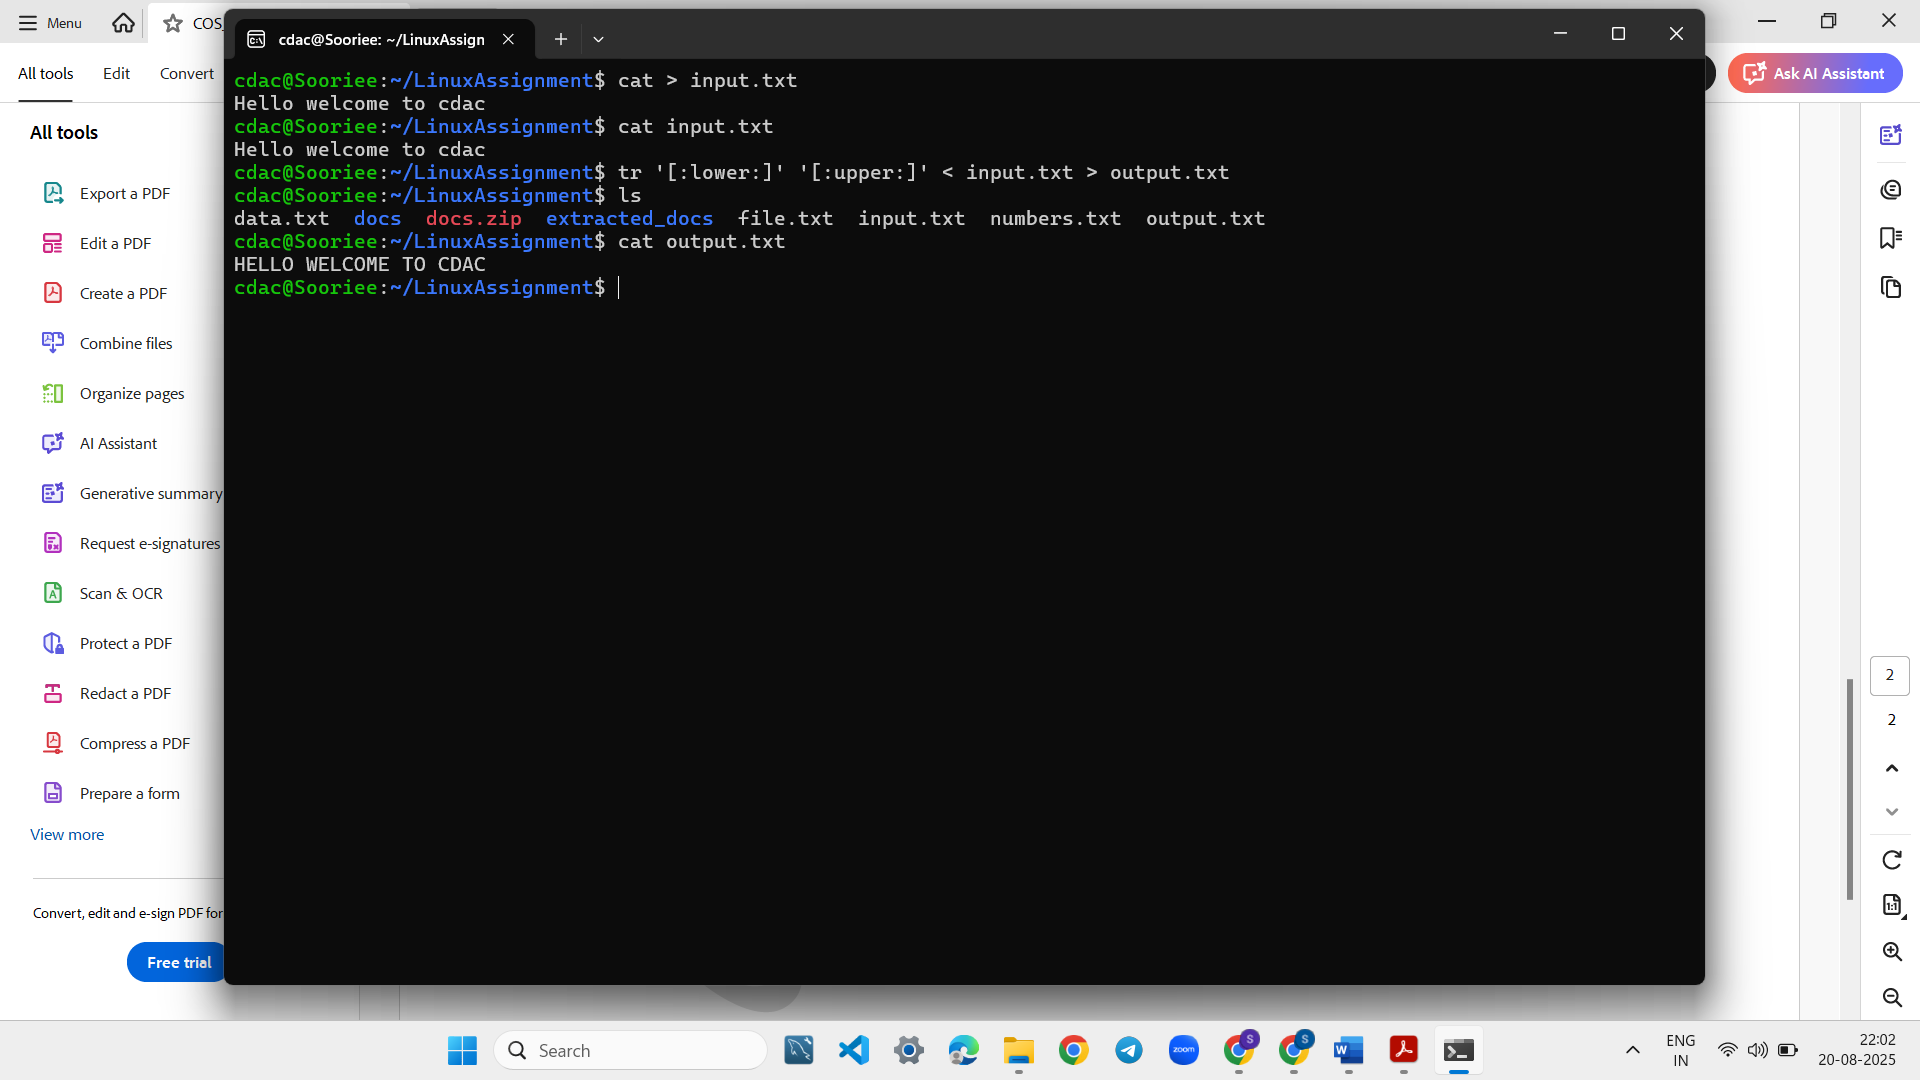 Menu
COS_
cdac@Sooriee: ~/LinuxAssign
All tools
Edit
Convert
Ask AI Assistant
All tools
Export a PDF
Edit a PDF
Create a PDF
Combine files
Organize pages
AI Assistant
Generative summary
Request e-signatures
Scan & OCR
Protect a PDF
Redact a PDF
Compress a PDF
Prepare a form
View more
Convert, edit and e-sign PDF for
Free trial
cdac@Sooriee:~/LinuxAssignment$ cat > input.txt
Hello welcome to cdac
cdac@Sooriee:~/LinuxAssignment$ cat input.txt
Hello welcome to cdac
cdac@Sooriee:~/LinuxAssignment$ tr '[:lower:]' '[:upper:]' < input.txt > output.txt
cdac@Sooriee:~/LinuxAssignment$ ls
data.txt docs docs.zip extracted_docs file.txt input.txt numbers.txt output.txt
cdac@Sooriee:~/LinuxAssignment$ cat output.txt
HELLO WELCOME TO CDAC
cdac@Sooriee:~/LinuxAssignment$
2
2
1:1
Search
zoom
S
S
W
ENG
IN
22:02
20-08-2025